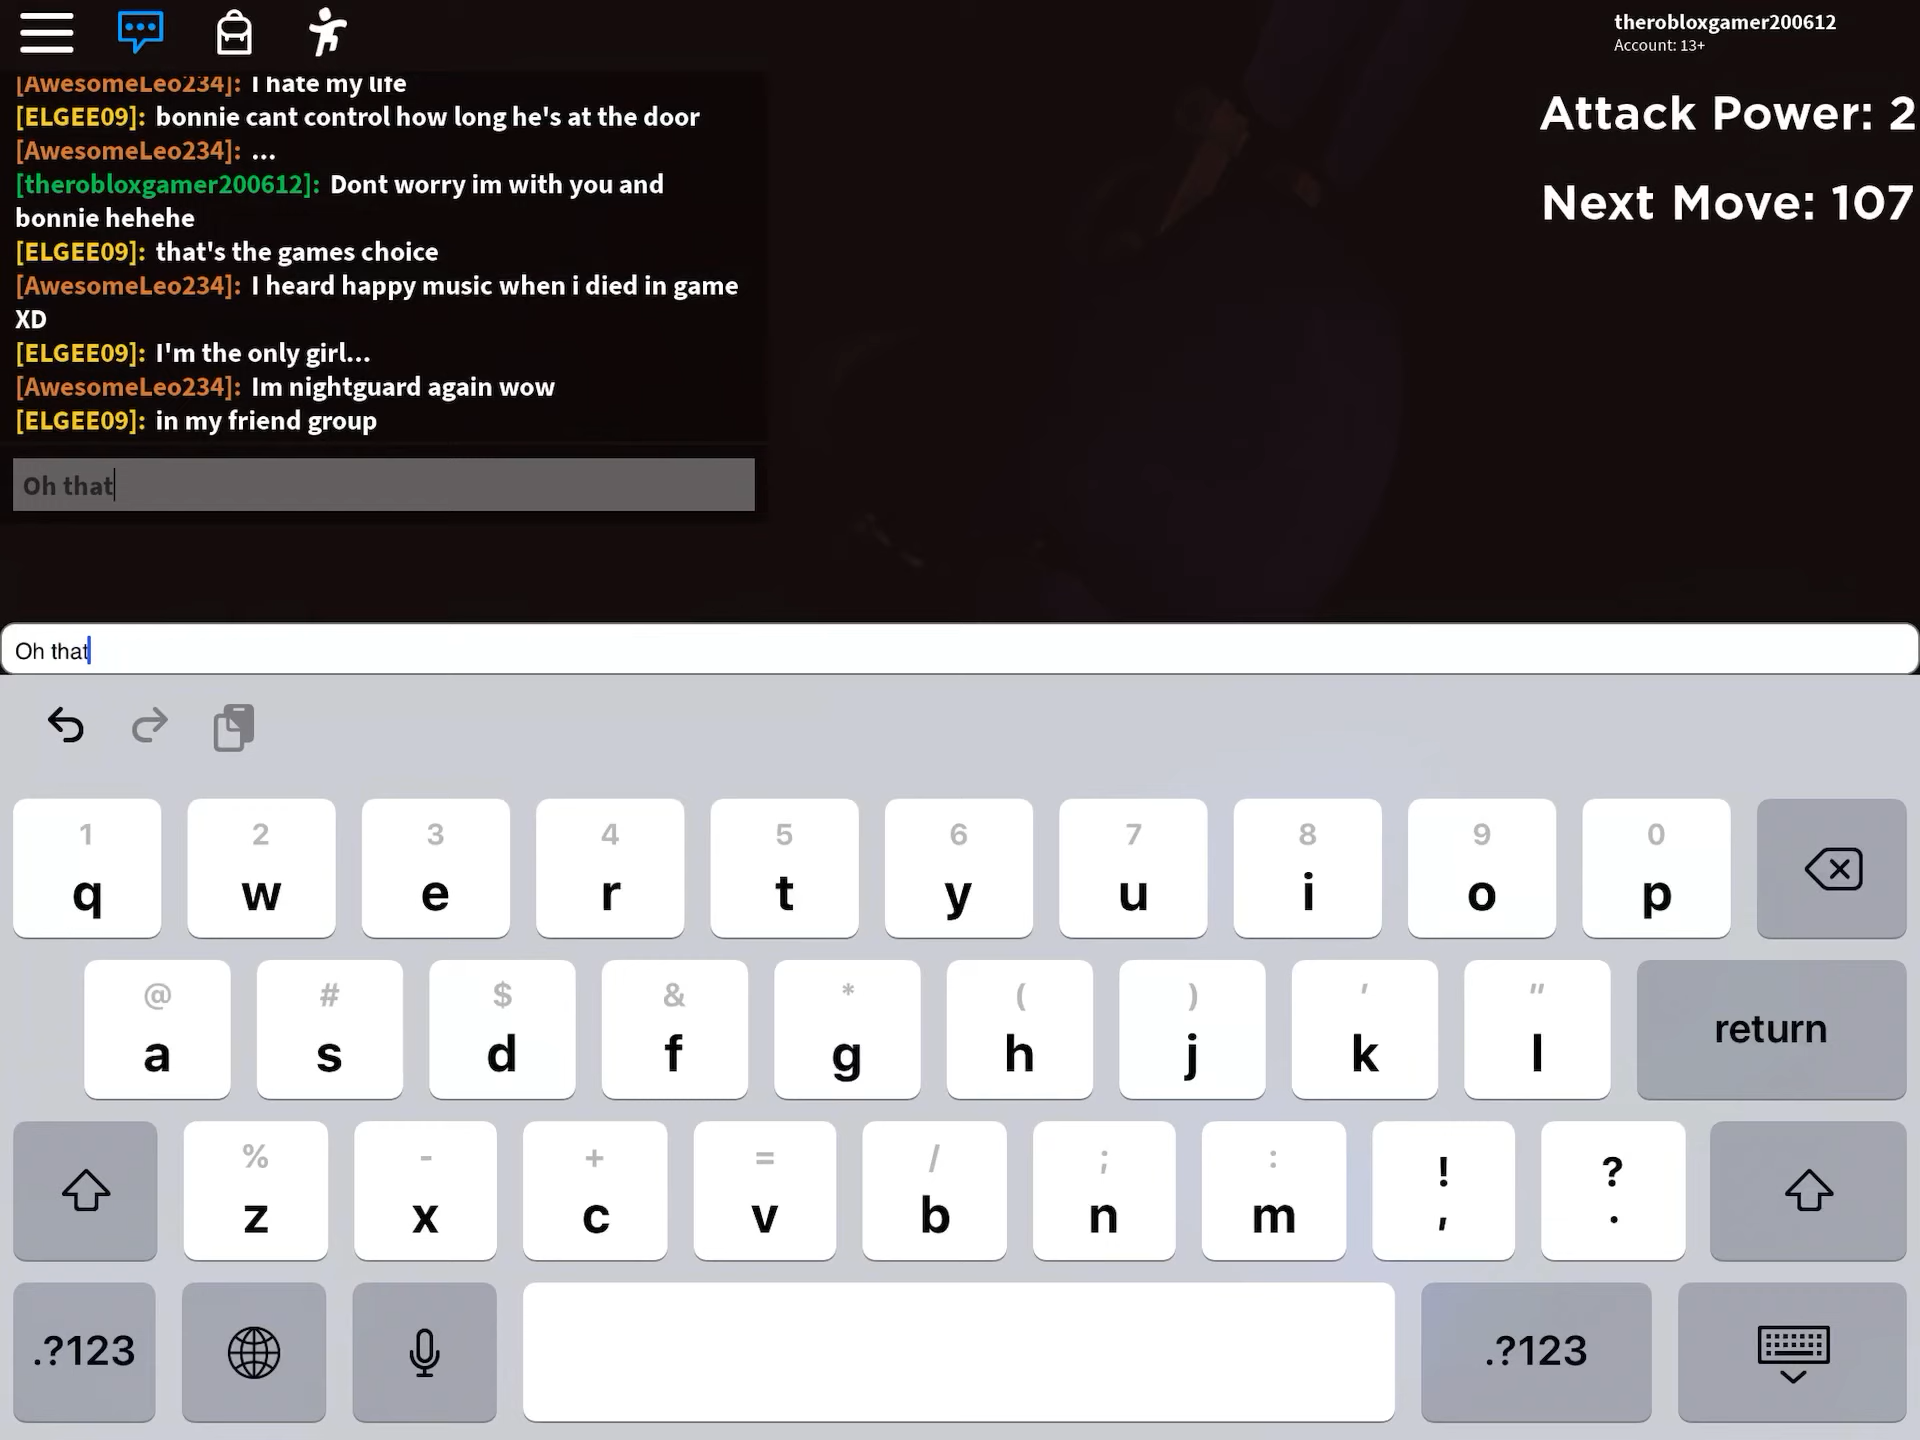 therobloxgamer200612
Account: 13+
[AwesomeLeo234]: I hate my life
[ELGEE09]: bonnie cant control how long he's at the door
[AwesomeLeo234]: ...
[therobloxgamer200612]: Dont worry im with you and
bonnie hehehe
[ELGEE09]: that's the games choice
[AwesomeLeo234]: I heard happy music when i died in game
XD
[ELGEE09]: I'm the only girl...
[AwesomeLeo234]: Im nightguard again wow
[ELGEE09]: in my friend group
Attack Power: 2
Next Move: 107
Oh that
Oh that
1 2 3 4 5 6 7 8 9 0
q w e r t y u i o p
@ # $ & * ( ) ' "
a s d f g h j k l return
% - + = / ; : ! ?
z x c v b n m , .
.?123 .?123